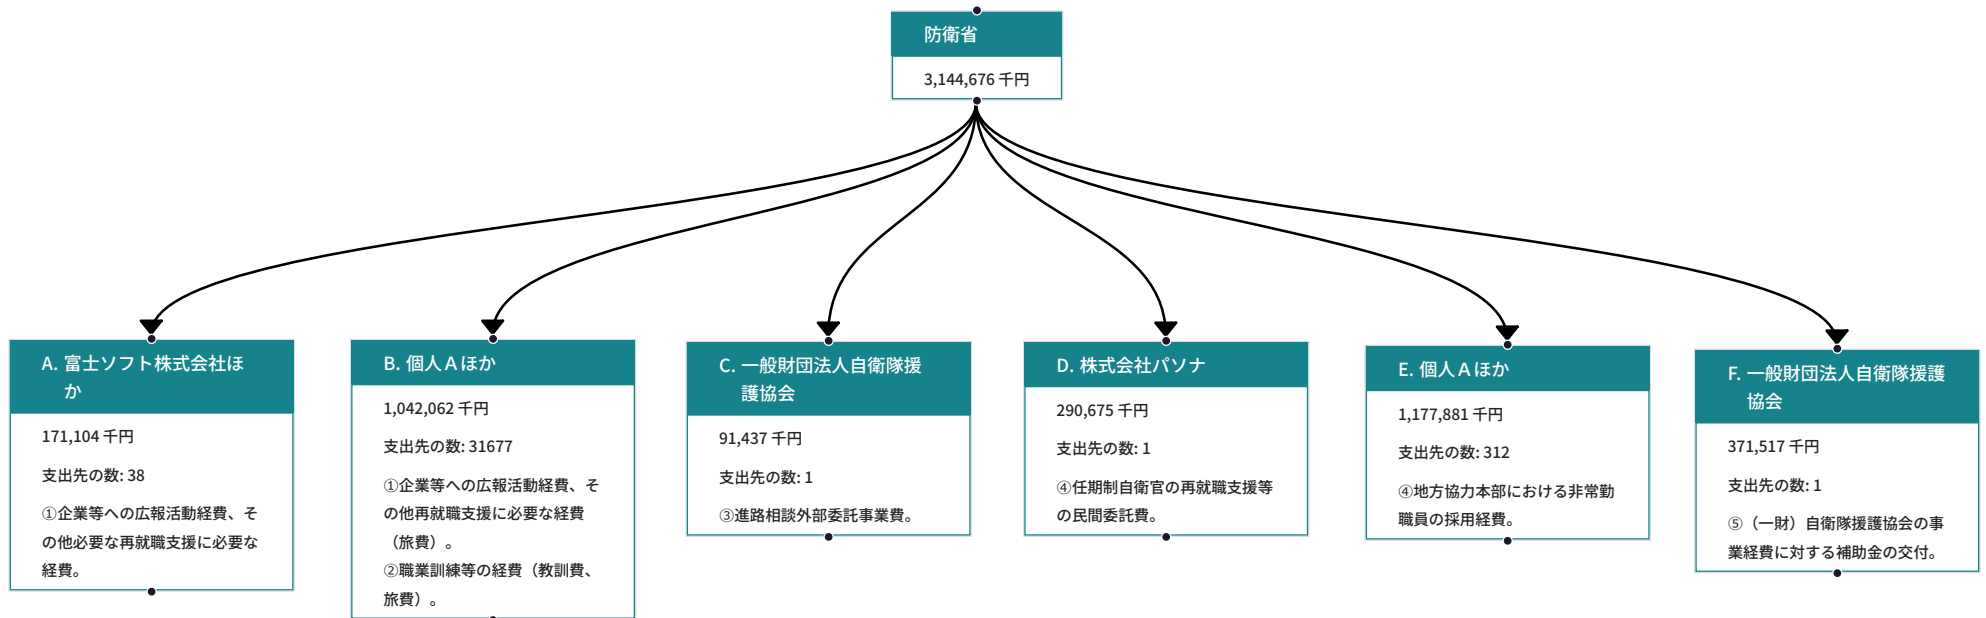 防衛省
3,144,676 千円
A. 富士ソフト株式会社ほ
か
171,104 千円
支出先の数: 38
①企業等への広報活動経費、そ
の他必要な再就職支援に必要な
経費。
B. 個人Ａほか
1,042,062 千円
支出先の数: 31677
①企業等への広報活動経費、そ
の他再就職支援に必要な経費
（旅費）。
②職業訓練等の経費（教訓費、
旅費）。
C. 一般財団法人自衛隊援
護協会
91,437 千円
支出先の数: 1
③進路相談外部委託事業費。
D. 株式会社パソナ
290,675 千円
支出先の数: 1
④任期制自衛官の再就職支援等
の民間委託費。
E. 個人Ａほか
1,177,881 千円
支出先の数: 312
④地方協力本部における非常勤
職員の採用経費。
F. 一般財団法人自衛隊援護
協会
371,517 千円
支出先の数: 1
⑤（一財）自衛隊援護協会の事
業経費に対する補助金の交付。